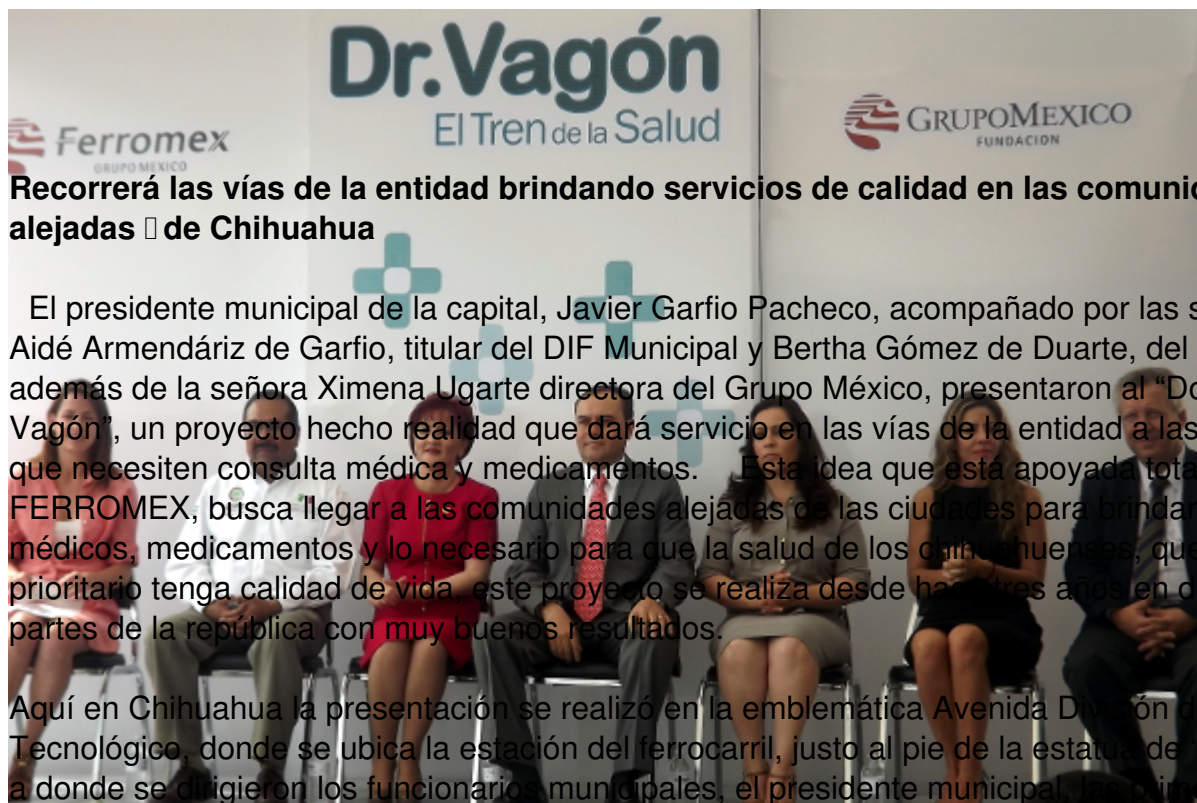 Dr.Vagón
El Tren de la Salud
Ferromex
GRUPO MEXICO
GRUPOMEXICO
FUNDACION
Recorrerá las vías de la entidad brindando servicios de calidad en las
alejadas de Chihuahua
El presidente municipal de la capital, Javier Garfio Pacheco, acompañado por las
Aidé Armendáriz de Garfio, titular del DIF Municipal y Bertha Gómez de Duarte, del
además de la señora Ximena Ugarte directora del Grupo México, presentaron al
Vagón”, un proyecto hecho realidad que dará servicio en las vías de la entidad a las
que necesiten consulta médica y medicamentos. Esta idea que está apoyada
FERROMEX, busca llegar a las comunidades alejadas de las ciudades para
médicos, medicamentos y lo necesario para que la salud de los chihuahuenses,
prioritario tenga calidad de vida, este proyecto se realiza desde hace tres años en
partes de la república con muy buenos resultados.
Aquí en Chihuahua la presentación se realizó en la emblemática Avenida División
Tecnológico, donde se ubica la estación del ferrocarril, justo al pie de la estatua de
a donde se dirigieron los funcionarios municipales, el presidente municipal, las